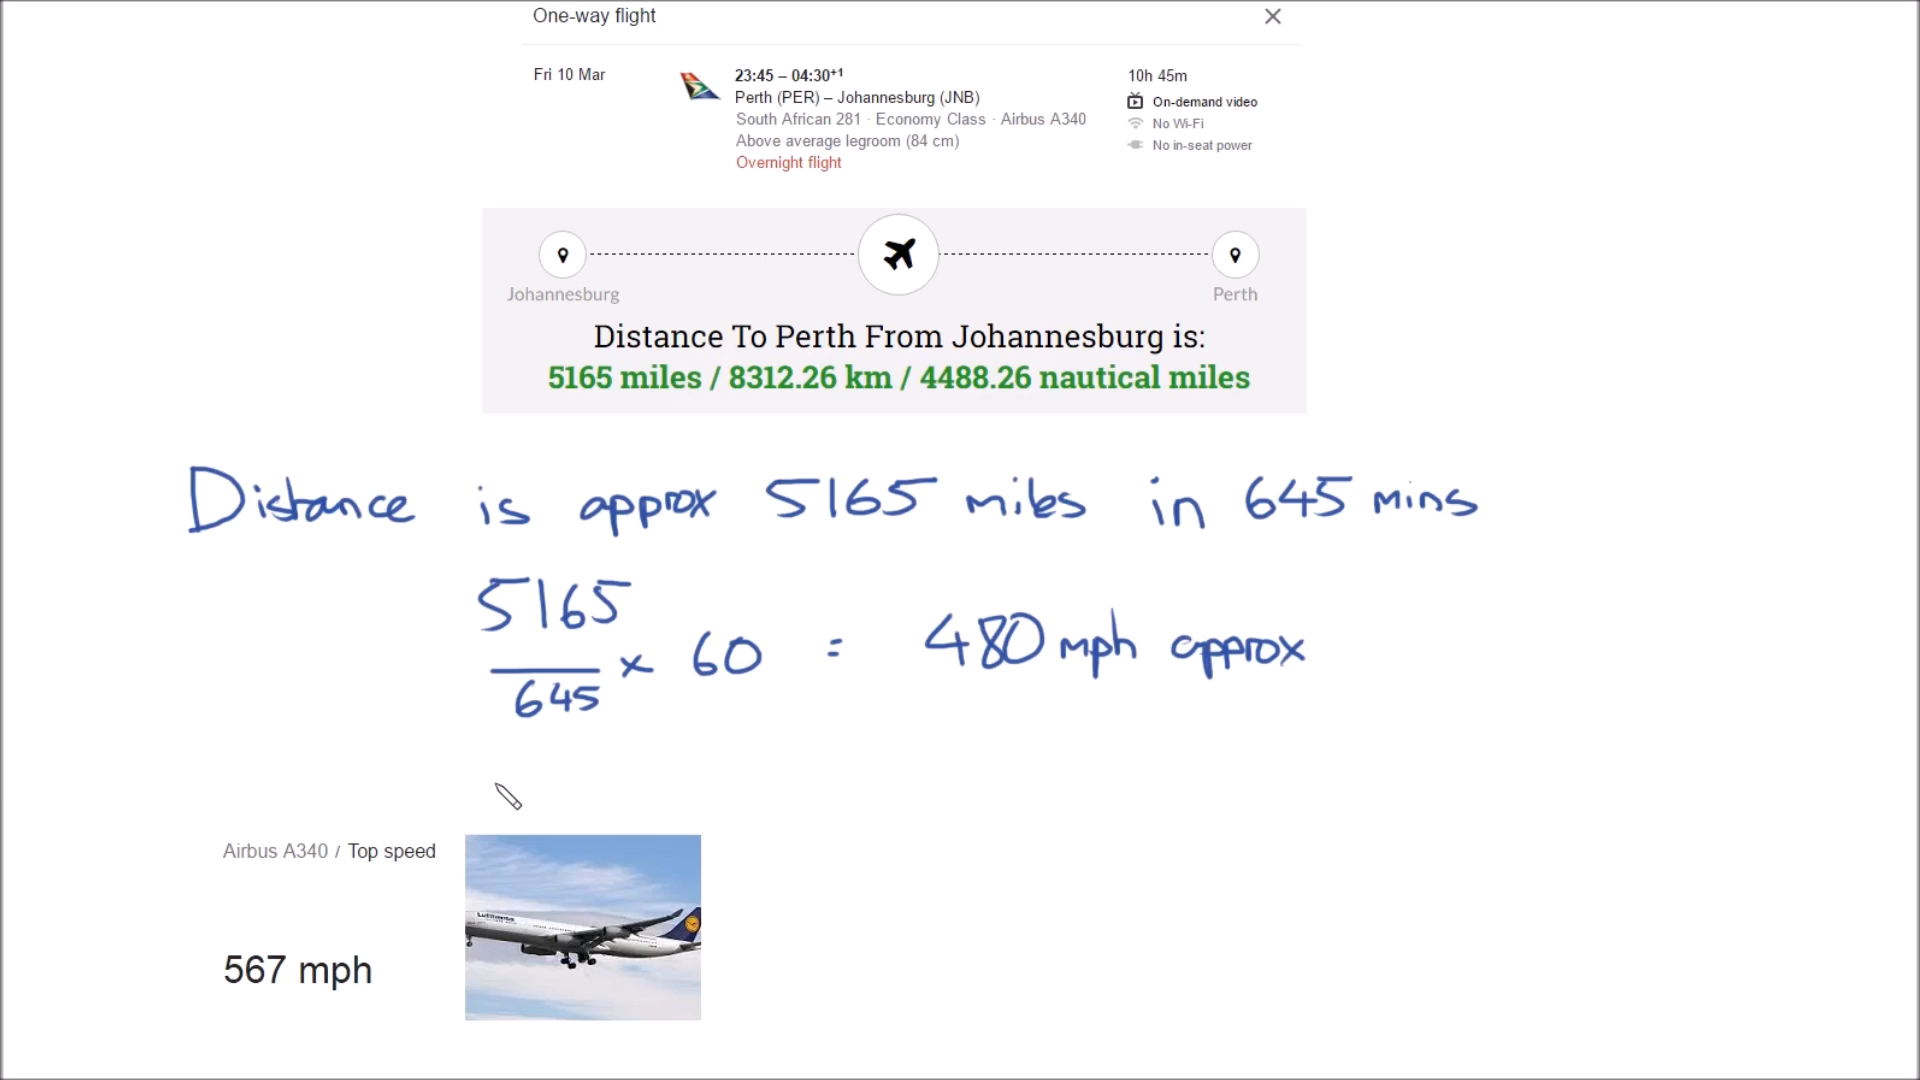 One-way flight
Fri 10 Mar
23:45 – 04:30+1
10h 45m
Perth (PER) – Johannesburg (JNB)
On-demand video
South African 281 · Economy Class · Airbus A340
No Wi-Fi
Above average legroom (84 cm)
No in-seat power
Overnight flight
Johannesburg
Perth
Distance To Perth From Johannesburg is:
5165 miles / 8312.26 km / 4488.26 nautical miles
Distance is approx 5165 miles in 645 mins
5165
x 60 = 480 mph approx
645
Airbus A340 / Top speed
Lufthansa
567 mph